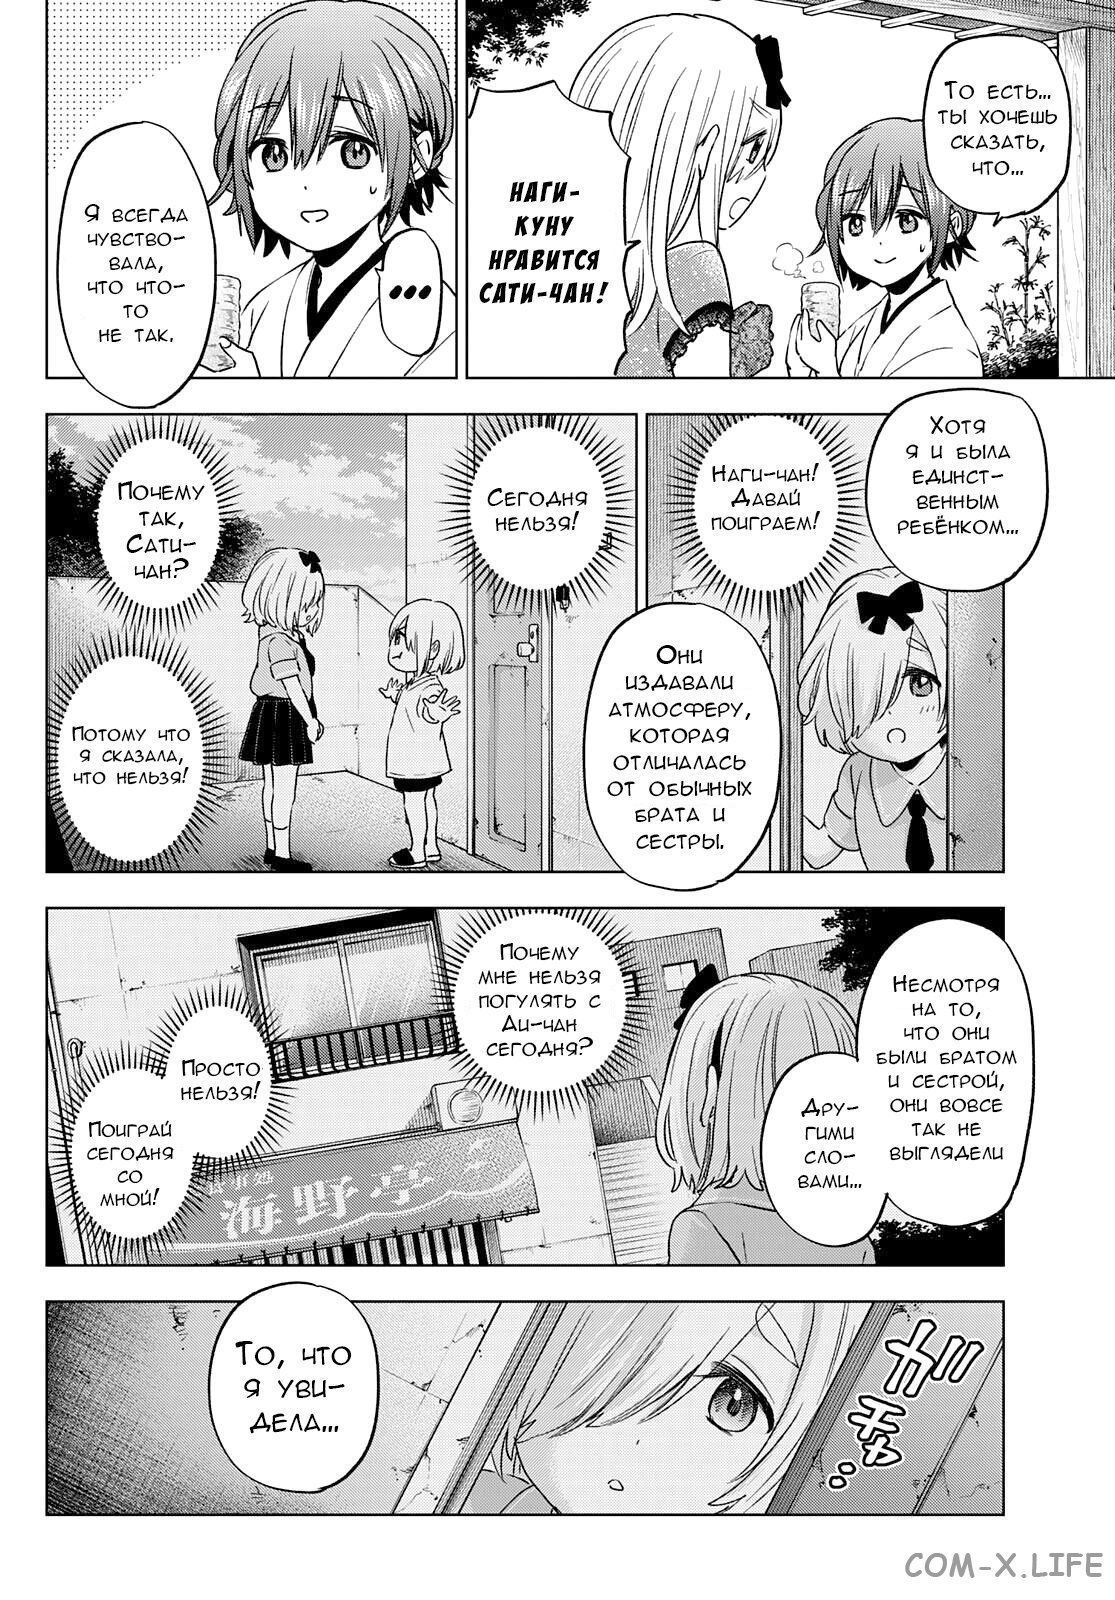 То есть...
ты хочешь
сказать,
что...
Наги-
куну
нравится
Сати-чан!
...
Я всегда
чувство-
вала,
что что-
то
не так.
Хотя
я и была
единст-
венным
ребёнком...
Наги-чан!
Давай
поиграем!
Они
издавали
атмосферу,
которая
отличалась
от обычных
брата и
сестры.
Сегодня
нельзя!
Почему
так,
Сати-
чан?
Потому что
я сказала,
что нельзя!
Несмотря
на то,
что они
были братом
и сестрой,
они вовсе
так не
выглядели
Дру-
гими
сло-
вами...
Почему
мне нельзя
погулять с
Ди-чан
сегодня?
Просто
нельзя!
Поиграй
сегодня
со
мной!
海野亭
То, что
я уви-
дела...
COM-X.LIFE